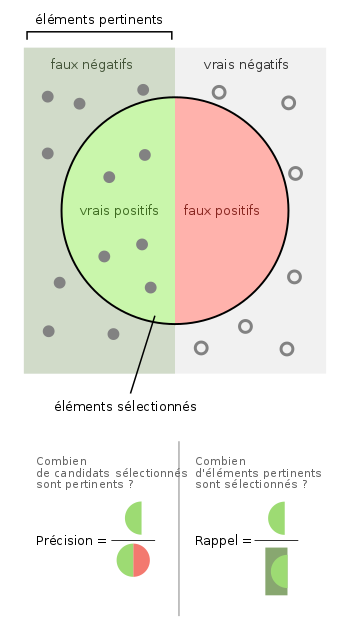 éléments pertinents
faux négatifs
vrais négatifs
vrais positifs
faux positifs
éléments sélectionnés
Combien
de candidats sélectionnés
sont pertinents ?
Précision =
Combien
d'éléments pertinents
sont sélectionnés ?
Rappel =